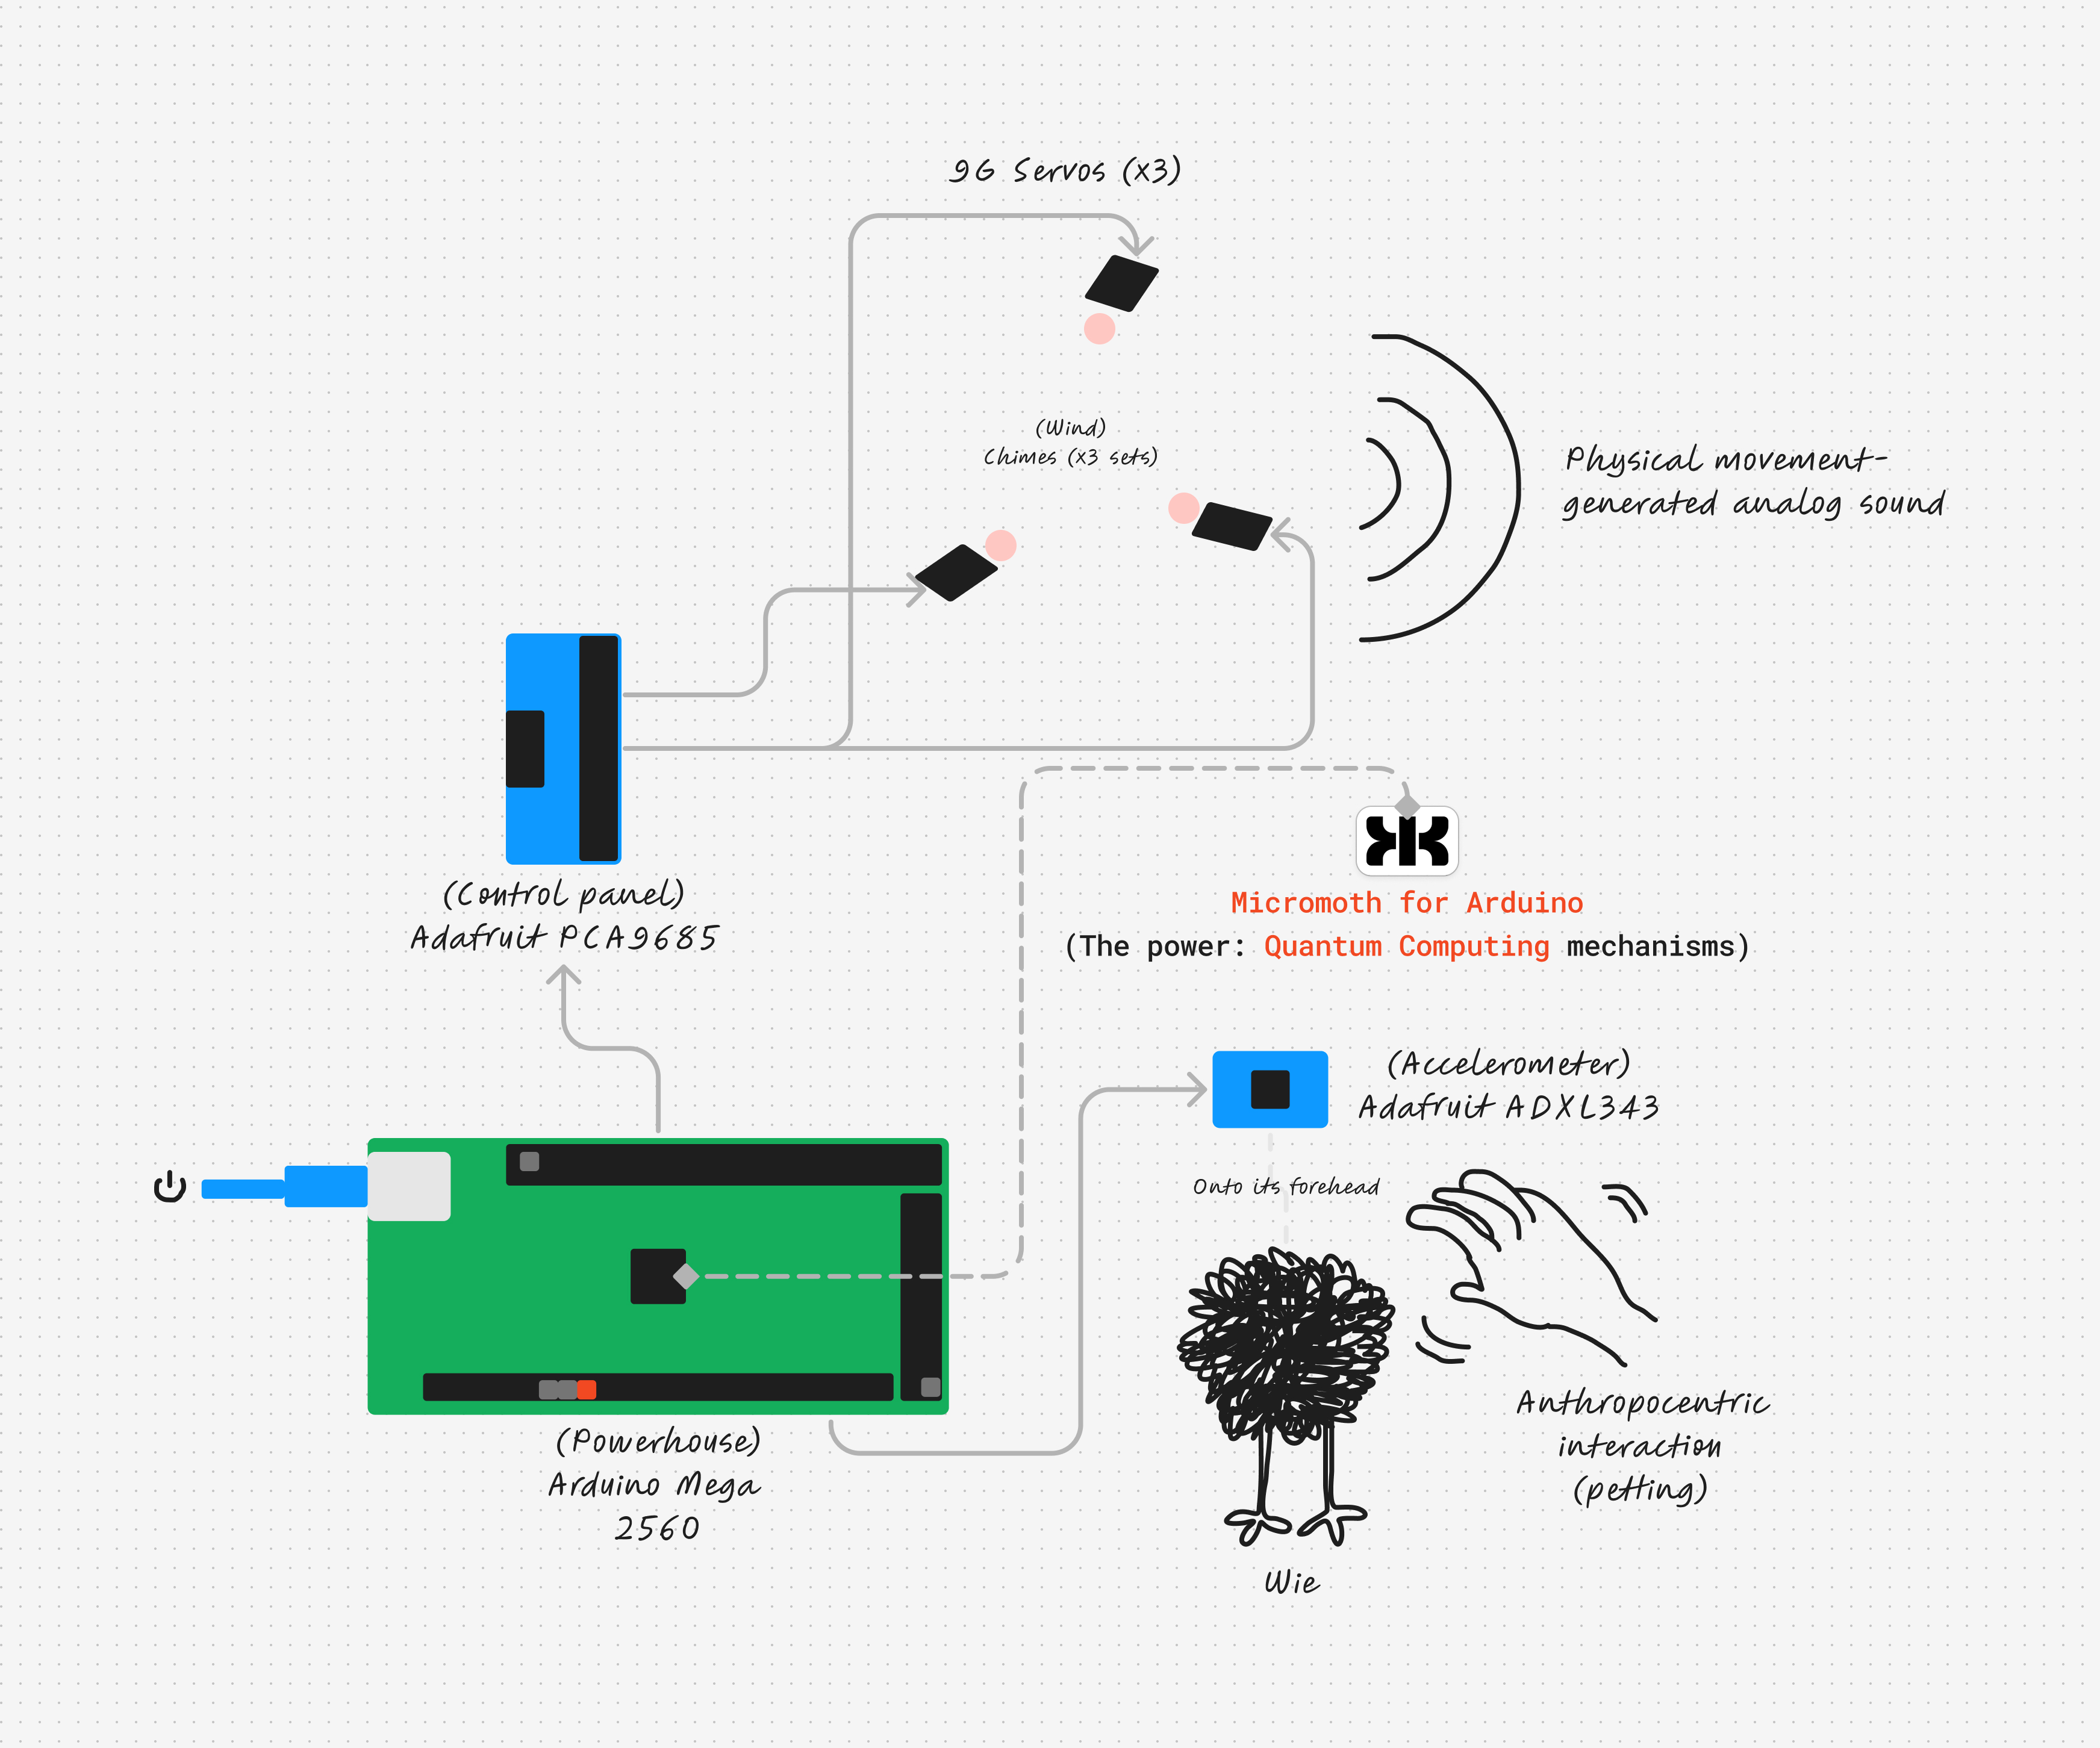 9G Servos (x3)
(Wind)
Chimes (x3 sets)
Physical movement-
generated analog sound
(Control panel)
Adafruit PCA9685
Micromoth for Arduino
(The power: Quantum Computing mechanisms)
(Accelerometer)
Adafruit ADXL343
Onto its forehead
(Powerhouse)
Arduino Mega
2560
Anthropocentric
interaction
(petting)
Wie